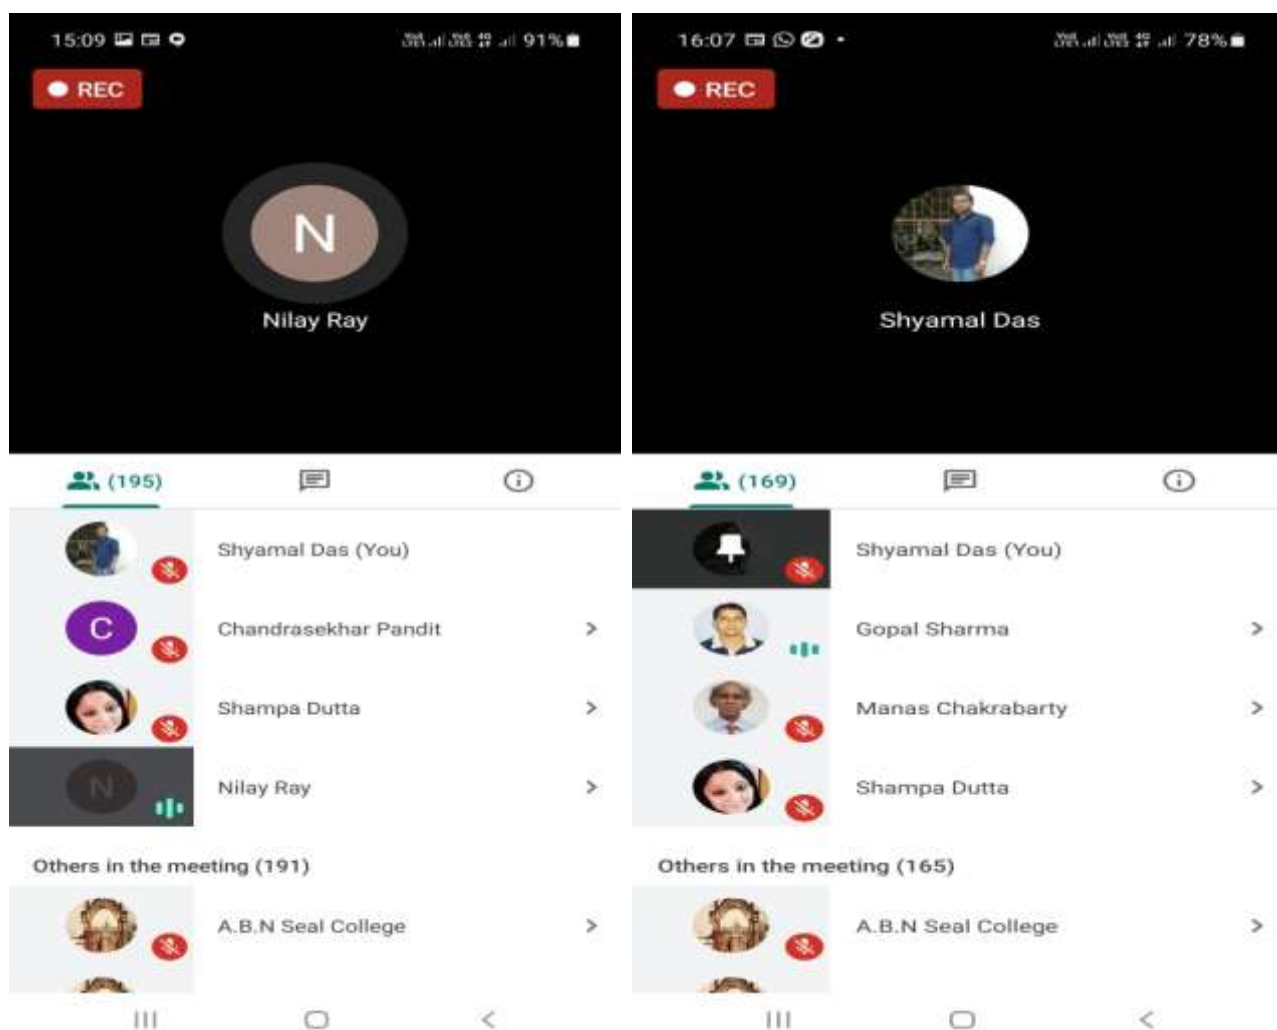 15:09
91%
REC
N
Nilay Ray
(195)
Shyamal Das (You)
C
Chandrasekhar Pandit
Shampa Dutta
N
Nilay Ray
Others in the meeting (191)
A.B.N Seal College
16:07
78%
REC
Shyamal Das
(169)
Shyamal Das (You)
Gopal Sharma
Manas Chakrabarty
Shampa Dutta
Others in the meeting (165)
A.B.N Seal College